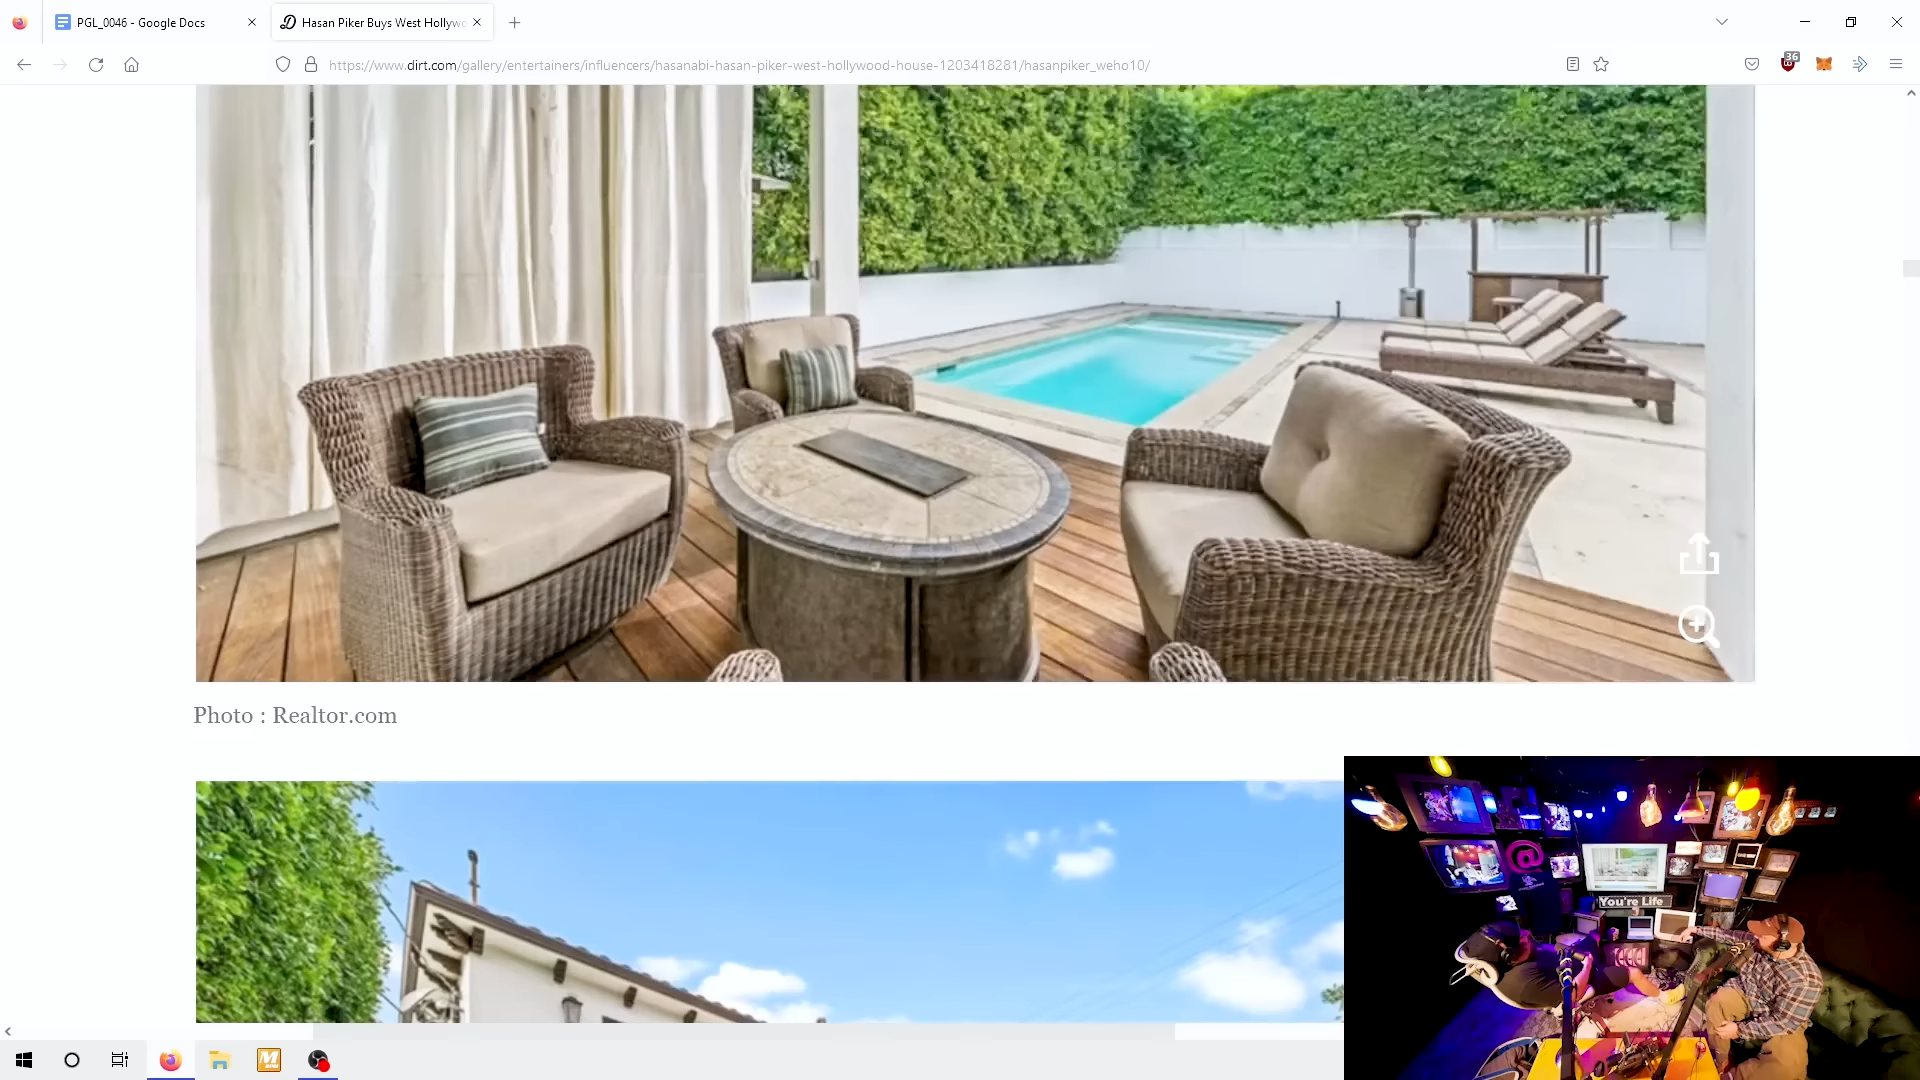 PGL_0046 - Google Docs
Hasan Piker Buys West Hollyw
https://www.dirt.com/gallery/entertainers/influencers/hasanabi-hasan-piker-west-hollywood-house-1203418281/hasanpiker_weho10/
36
Photo : Realtor.com
@
You're Life